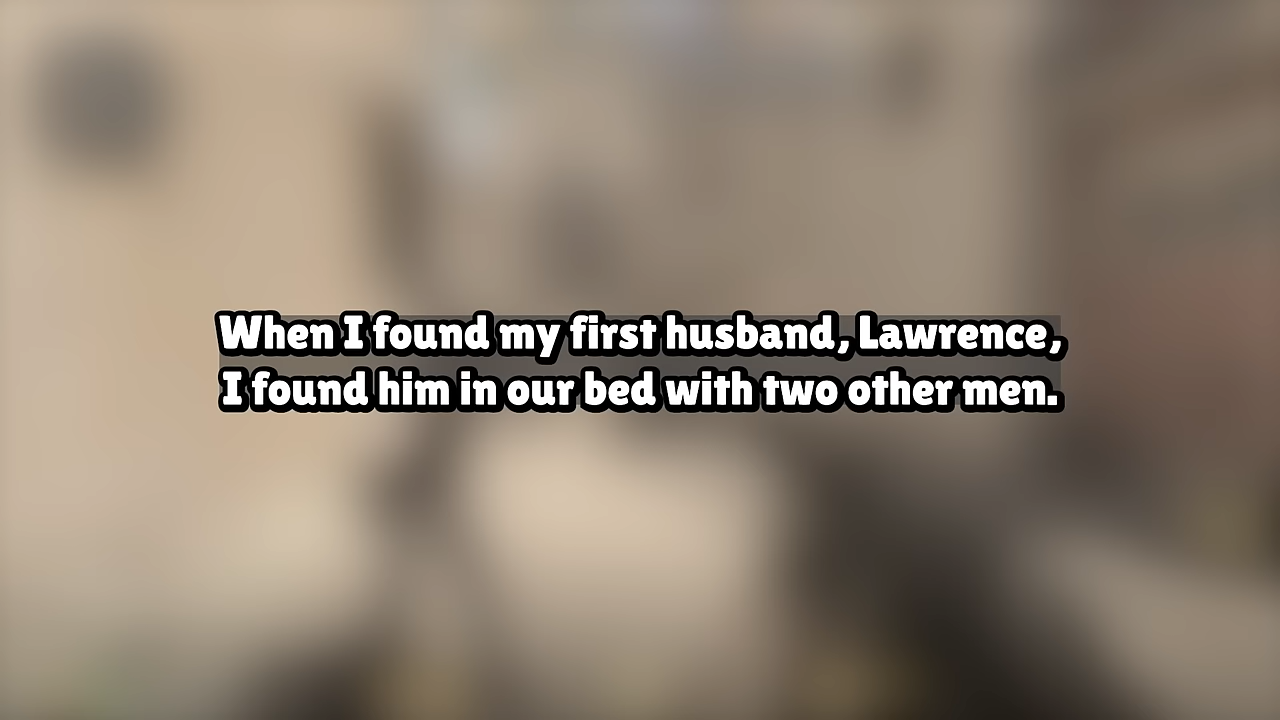 When I found my first husband, Lawrence,
I found him in our bed with two other men.